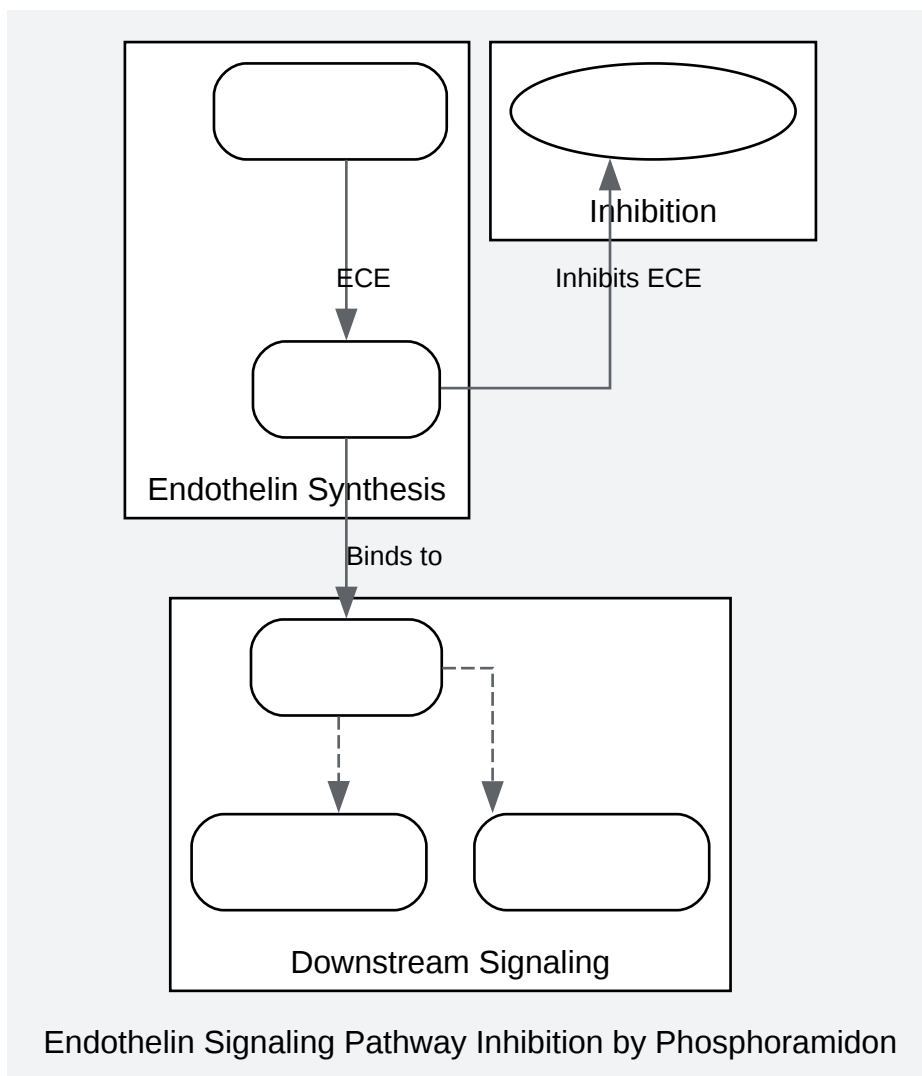 Inhibition
ECE
Inhibits ECE
Endothelin Synthesis
Binds to
Downstream Signaling
Endothelin Signaling Pathway Inhibition by Phosphoramidon